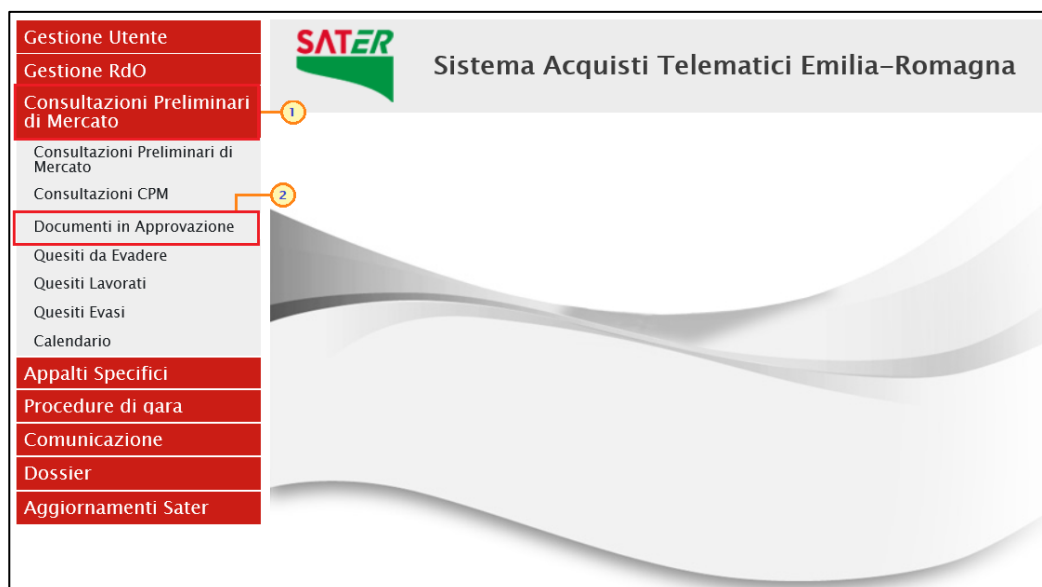 Gestione Utente
Gestione RdO
Consultazioni Preliminari
di Mercato
1
Consultazioni Preliminari di
Mercato
Consultazioni CPM
2
Documenti in Approvazione
Quesiti da Evadere
Quesiti Lavorati
Quesiti Evasi
Calendario
Appalti Specifici
Procedure di gara
Comunicazione
Dossier
Aggiornamenti Sater
SATER
Sistema Acquisti Telematici Emilia-Romagna